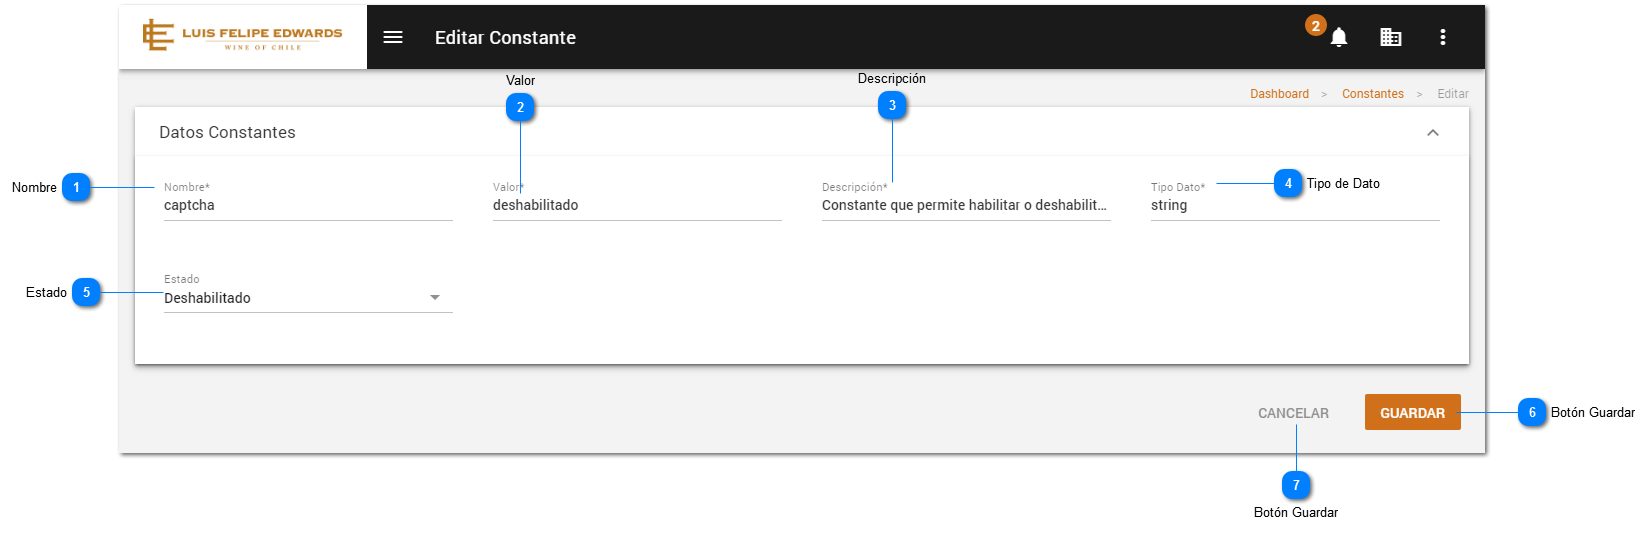 LUIS FELIPE EDWARDS
WINE OF CHILE
Editar Constante
2
Valor
2
Descripción
3
Dashboard > Constantes > Editar
Datos Constantes
Nombre
1
Nombre*
captcha
Valor*
deshabilitado
Descripción*
Constante que permite habilitar o deshabilit...
Tipo Dato*
string
4
Tipo de Dato
Estado
5
Estado
Deshabilitado
CANCELAR
GUARDAR
6
Botón Guardar
7
Botón Guardar